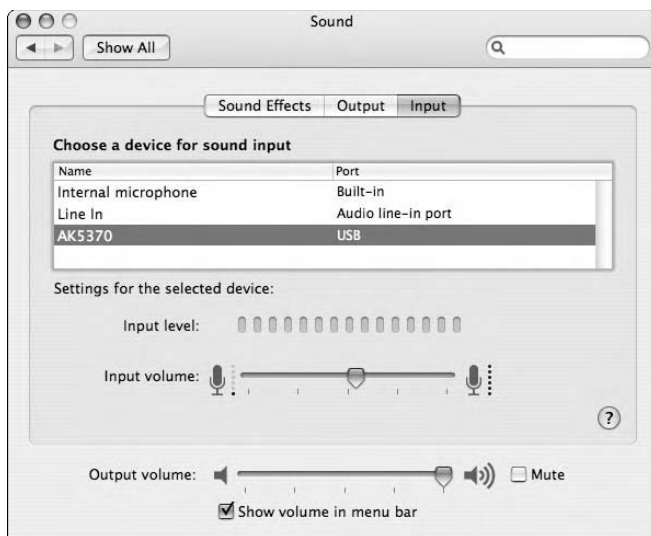 Sound
Show All
Sound Effects Output Input
Choose a device for sound input
Name Port
Internal microphone Built-in
Line In Audio line-in port
AK5370 USB
Settings for the selected device:
Input level:
Input volume:
?
Output volume: Mute
Show volume in menu bar